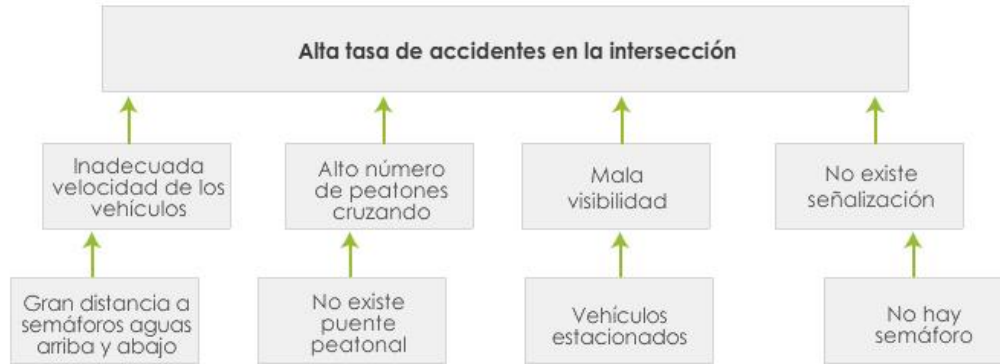 Alta tasa de accidentes en la intersección
Inadecuada
velocidad de los
vehículos
Alto número
de peatones
cruzando
Mala
visibilidad
No existe
señalización
Gran distancia a
semáforos aguas
arriba y abajo
No existe
puente
peatonal
Vehículos
estacionados
No hay
semáforo